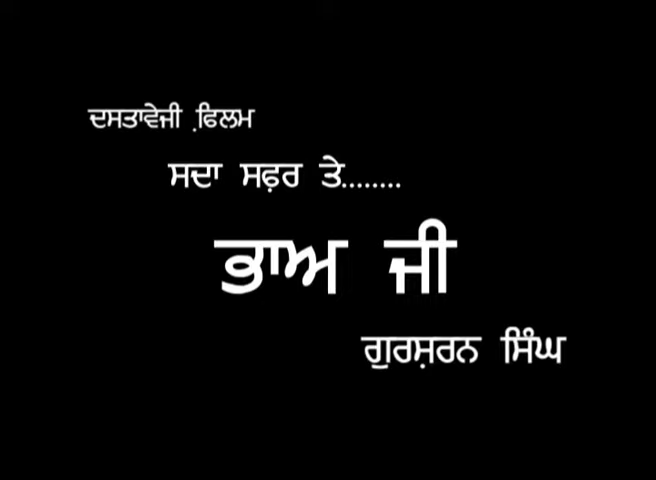 ਦਸਤਾਵੇਜੀ ਫ਼ਿਲਮ
ਸਦਾ ਸਫ਼ਰ ਤੇ........
ਭਾਅ ਜੀ
ਗੁਰਸ਼ਰਨ ਸਿੰਘ